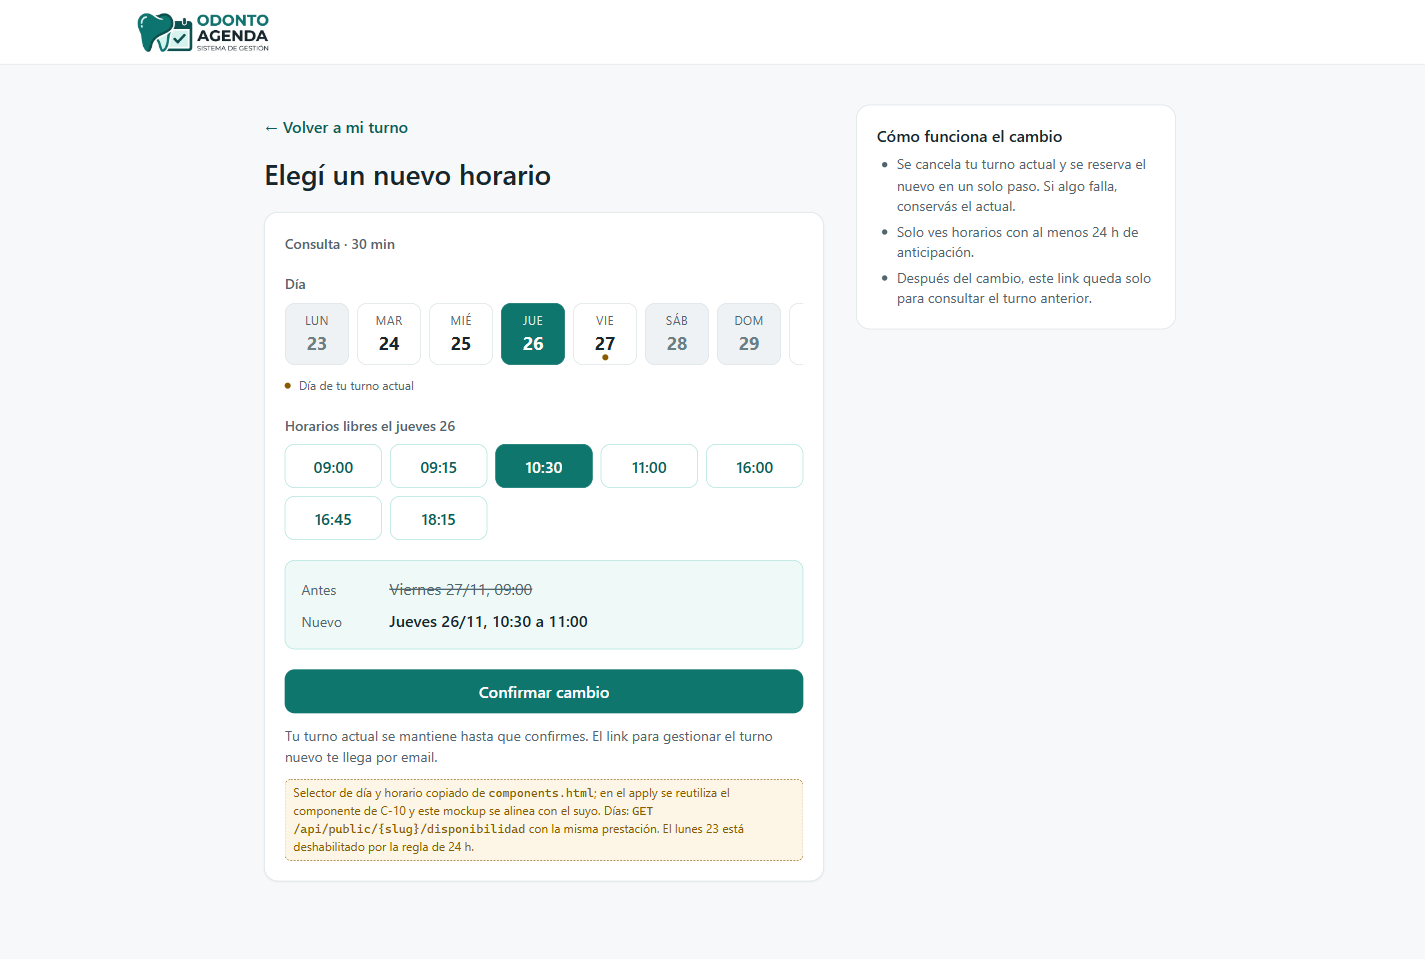 ODONTO
AGENDA
SISTEMA DE GESTIÓN
← Volver a mi turno
Elegí un nuevo horario
Consulta · 30 min
Día
LUN MAR MIÉ JUE VIE SÁB DOM
23 24 25 26 27 28 29
Día de tu turno actual
Horarios libres el jueves 26
09:00 09:15 10:30 11:00 16:00
16:45 18:15
Antes Viernes 27/11, 09:00
Nuevo Jueves 26/11, 10:30 a 11:00
Confirmar cambio
Tu turno actual se mantiene hasta que confirmes. El link para gestionar el turno
nuevo te llega por email.
Selector de día y horario copiado de components.html; en el apply se reutiliza el
componente de C-10 y este mockup se alinea con el suyo. Días: GET
/api/public/{slug}/disponibilidad con la misma prestación. El lunes 23 está
deshabilitado por la regla de 24 h.
Cómo funciona el cambio
Se cancela tu turno actual y se reserva el
nuevo en un solo paso. Si algo falla,
conservás el actual.
Solo ves horarios con al menos 24 h de
anticipación.
Después del cambio, este link queda solo
para consultar el turno anterior.